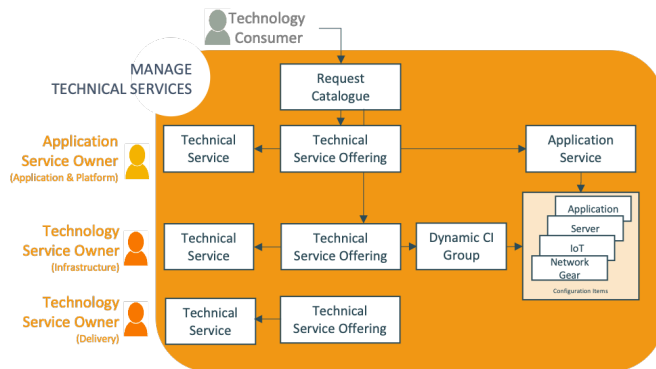 Technology
Consumer
MANAGE
TECHNICAL SERVICES
Request
Catalogue
Application
Service Owner
(Application & Platform)
Technical
Service
Technical
Service Offering
Application
Service
Technology
Service Owner
(Infrastructure)
Technical
Service
Technical
Service Offering
Dynamic CI
Group
Application
Server
IoT
Network
Gear
Configuration Items
Technology
Service Owner
(Delivery)
Technical
Service
Technical
Service Offering